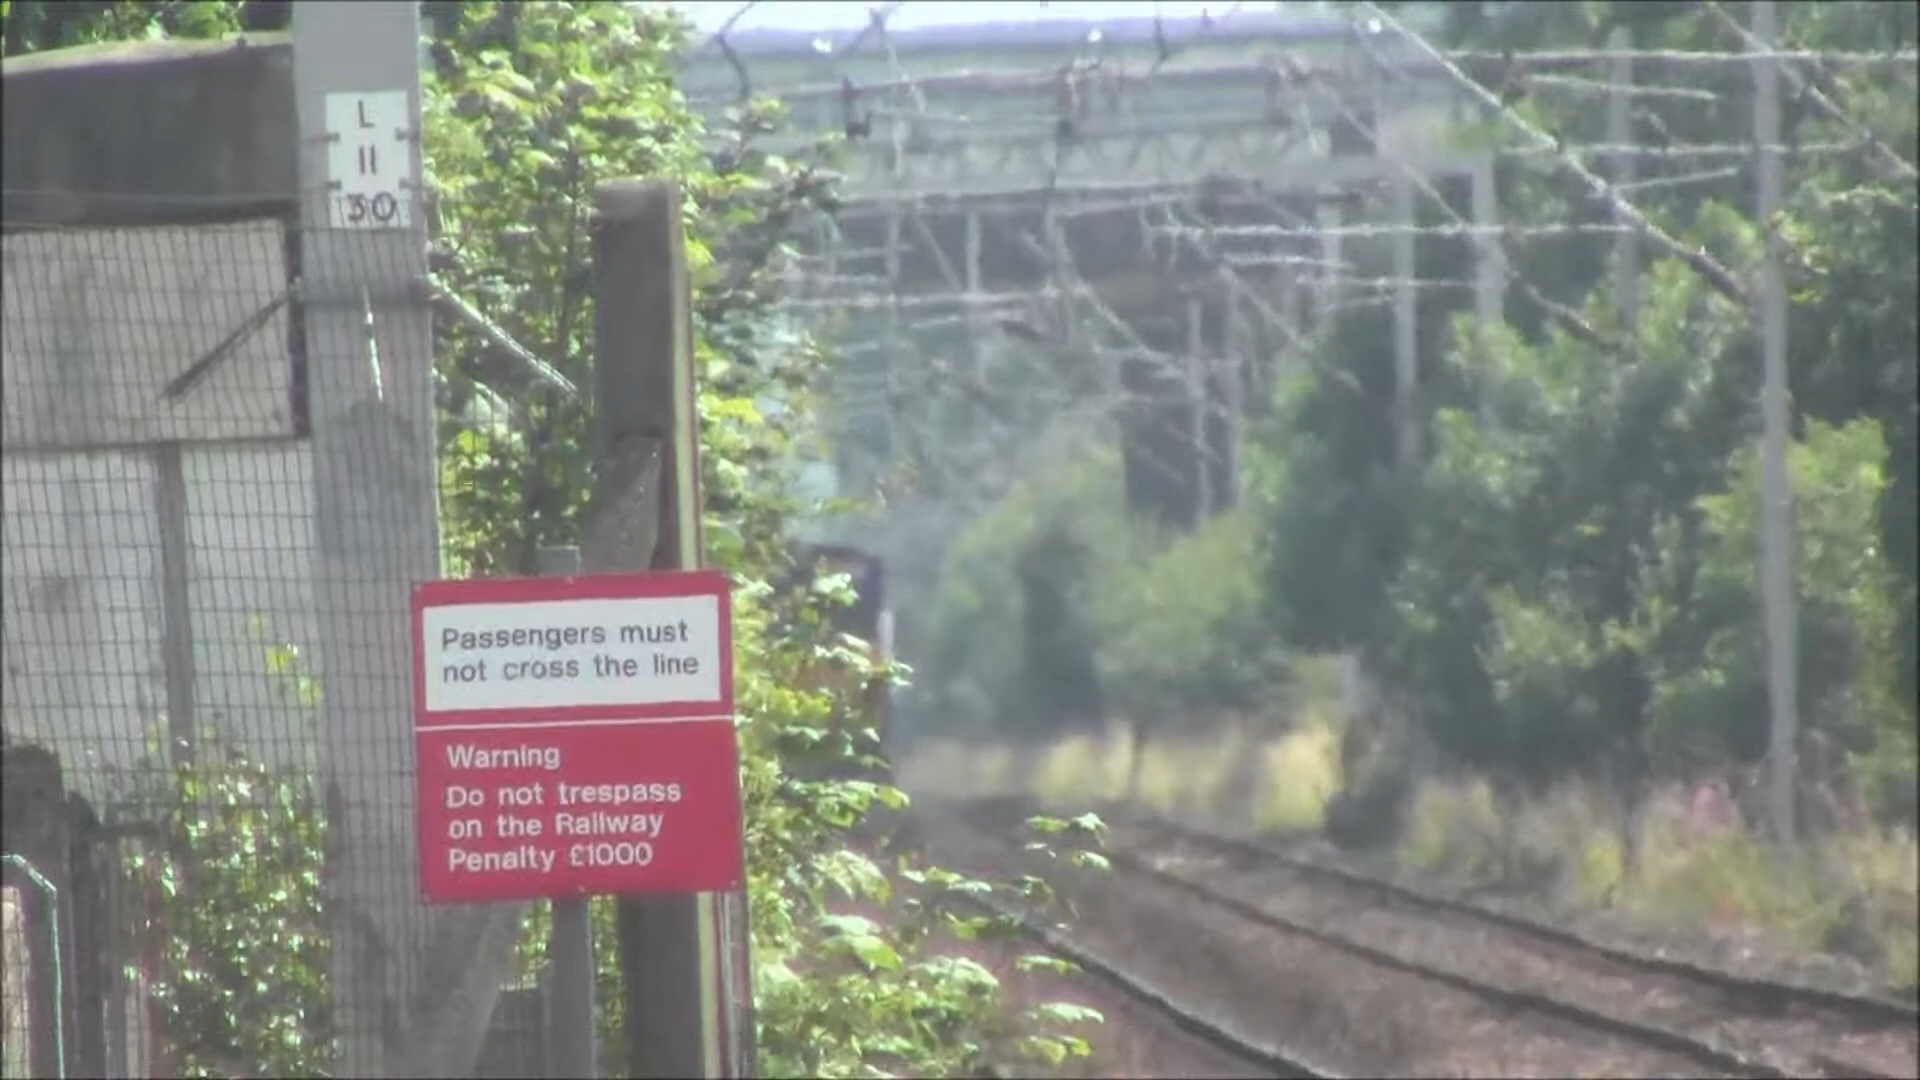 L
11
30
Passengers must
not cross the line
Warning
Do not trespass
on the Railway
Penalty £1000